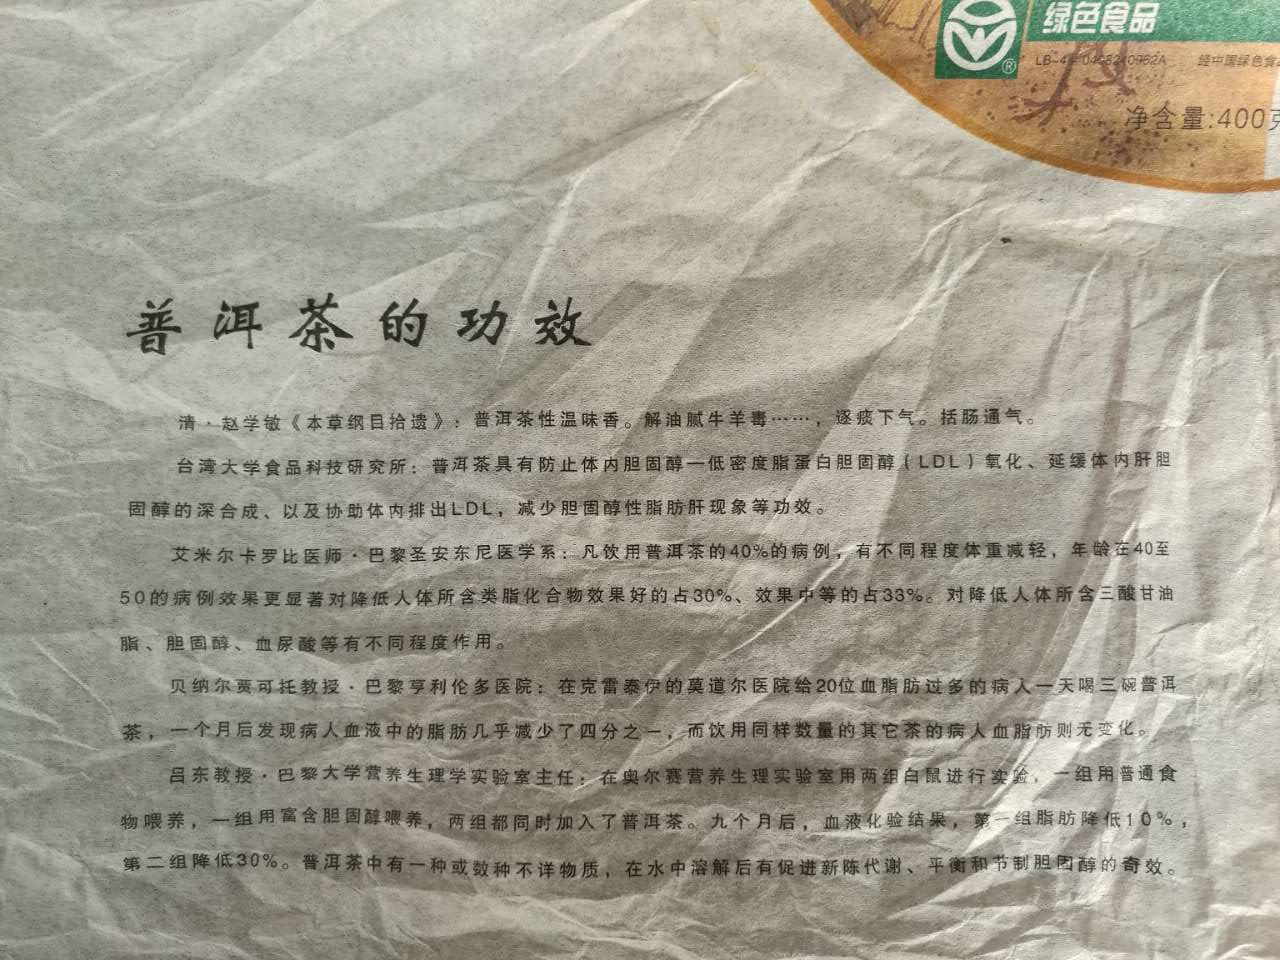 绿色食品
®
LB-4
经中国绿色食
净含量:400克
普洱茶的功效
清·赵学敏《本草纲目拾遗》：普洱茶性温味香。解油腻牛羊毒……，逐痰下气。括肠通气。
台湾大学食品科技研究所：普洱茶具有防止体内胆固醇—低密度脂蛋白胆固醇（LDL）氧化、延缓体内肝胆
固醇的深合成、以及协助体内排出LDL，减少胆固醇性脂肪肝现象等功效。
艾米尔卡罗比医师·巴黎圣安东尼医学系：凡饮用普洱茶的40%的病例，有不同程度体重减轻，年龄在40至
50的病例效果更显著对降低人体所含类脂化合物效果好的占30%、效果中等的占33%。对降低人体所含三酸甘油
脂、胆固醇、血尿酸等有不同程度作用。
贝纳尔贾可托教授·巴黎亨利伦多医院：在克雷泰伊的莫道尔医院给20位血脂肪过多的病人一天喝三碗普洱
茶，一个月后发现病人血液中的脂肪几乎减少了四分之一，而饮用同样数量的其它茶的病人血脂肪则无变化。
吕东教授·巴黎大学营养生理学实验室主任：在奥尔赛营养生理实验室用两组白鼠进行实验，一组用普通食
物喂养，一组用富含胆固醇喂养，两组都同时加入了普洱茶。九个月后，血液化验结果，第一组脂肪降低10%，
第二组降低30%。普洱茶中有一种或数种不详物质，在水中溶解后有促进新陈代谢、平衡和节制胆固醇的奇效。